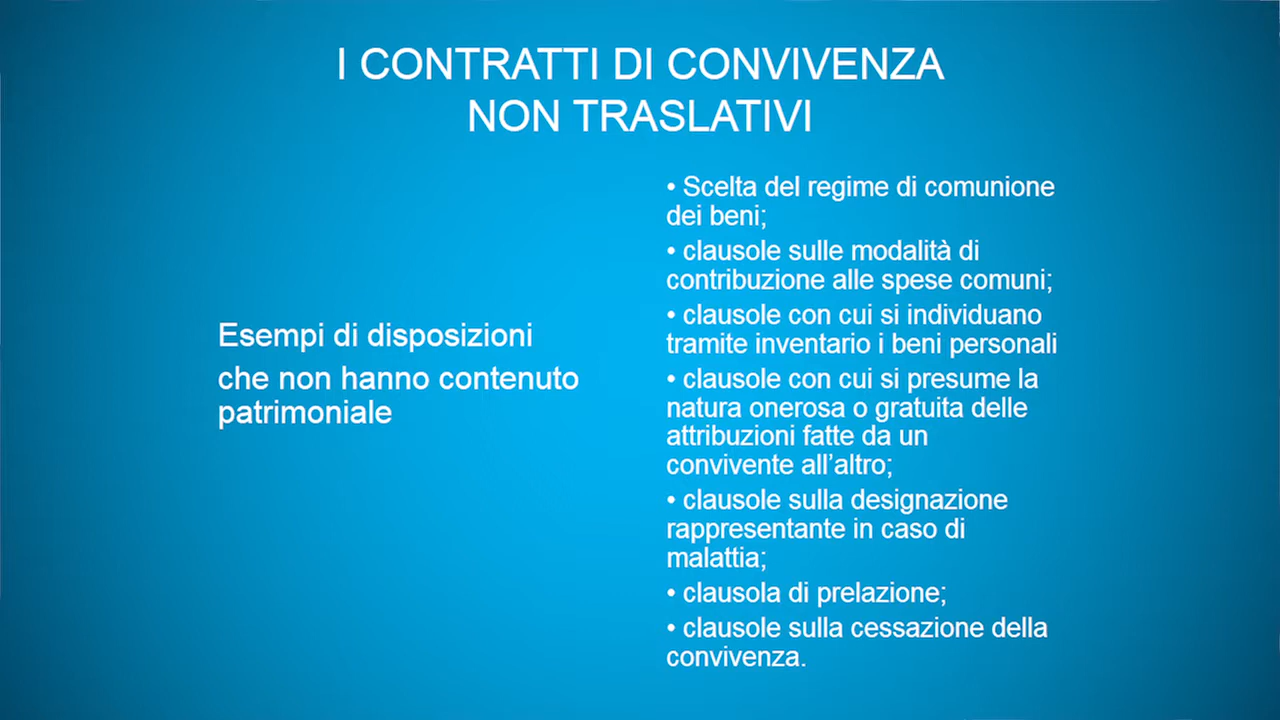 I CONTRATTI DI CONVIVENZA
NON TRASLATIVI
Esempi di disposizioni
che non hanno contenuto
patrimoniale
• Scelta del regime di comunione
dei beni;
• clausole sulle modalità di
contribuzione alle spese comuni;
• clausole con cui si individuano
tramite inventario i beni personali
• clausole con cui si presume la
natura onerosa o gratuita delle
attribuzioni fatte da un
convivente all’altro;
• clausole sulla designazione
rappresentante in caso di
malattia;
• clausola di prelazione;
• clausole sulla cessazione della
convivenza.